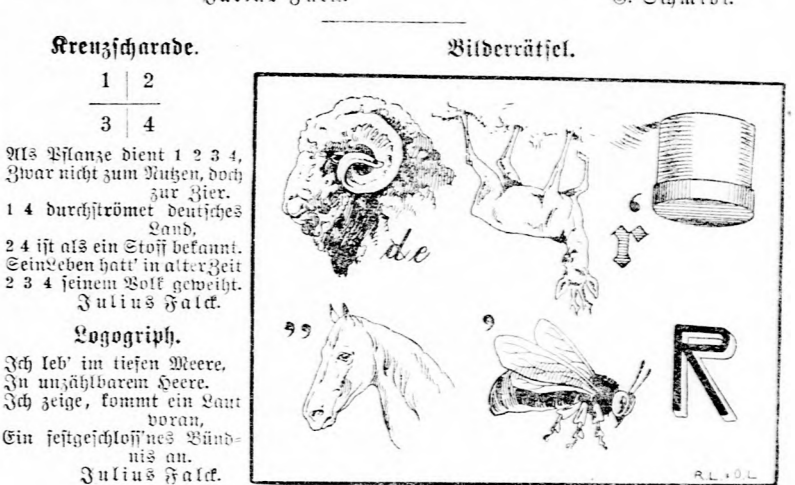 Kreuzscharade.
1 | 2
3 | 4
Als Pflanze dient 1 2 3 4,
Zwar nicht zum Nutzen, doch
zur Zier.
1 4 durchströmet deutsches
Land,
2 4 ist als ein Stoff bekannt.
Sein Leben hatt' in alter Zeit
2 3 4 seinem Volk geweiht.
Julius Falck.
Logogriph.
Ich leb' im tiefen Meere,
In unzählbarem Heere.
Ich zeige, kommt ein Laut
voran,
Ein festgeschloss'nes Bünd-
nis an.
Julius Falck.
Bilderrätsel.
de
r
R
R.L. + O.L